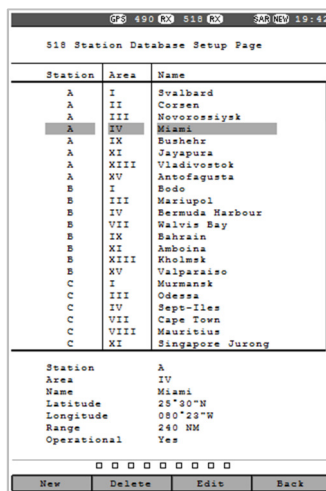 GPS 490 RX 518 RX SAR NEW 19:42
518 Station Database Setup Page
Station Area Name
A I Svalbard
A II Corsen
A III Novorossiysk
A IV Miami
A IX Bushehr
A XI Jayapura
A XIII Vladivostok
A XV Antofagusta
B I Bodo
B III Mariupol
B IV Bermuda Harbour
B VII Walvis Bay
B IX Bahrain
B XI Amboina
B XIII Kholmsk
B XV Valparaiso
C I Murmansk
C III Odessa
C IV Sept-Iles
C VII Cape Town
C VIII Mauritius
C XI Singapore Jurong
Station A
Area IV
Name Miami
Latitude 25°30"N
Longitude 080°23"W
Range 240 NM
Operational Yes
New Delete Edit Back